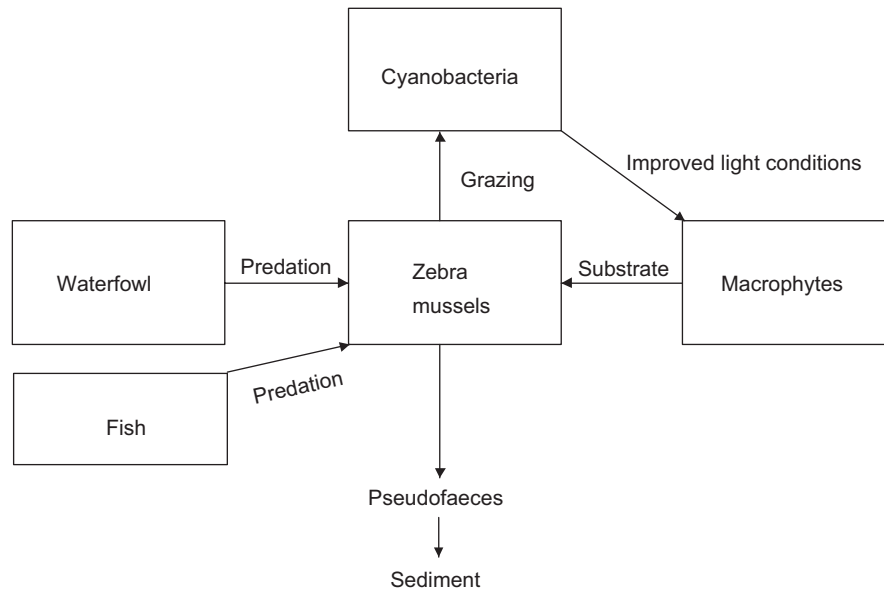 Cyanobacteria
Improved light conditions
Grazing
Waterfowl
Predation
Zebra
mussels
Substrate
Macrophytes
Fish
Predation
Pseudofaeces
Sediment